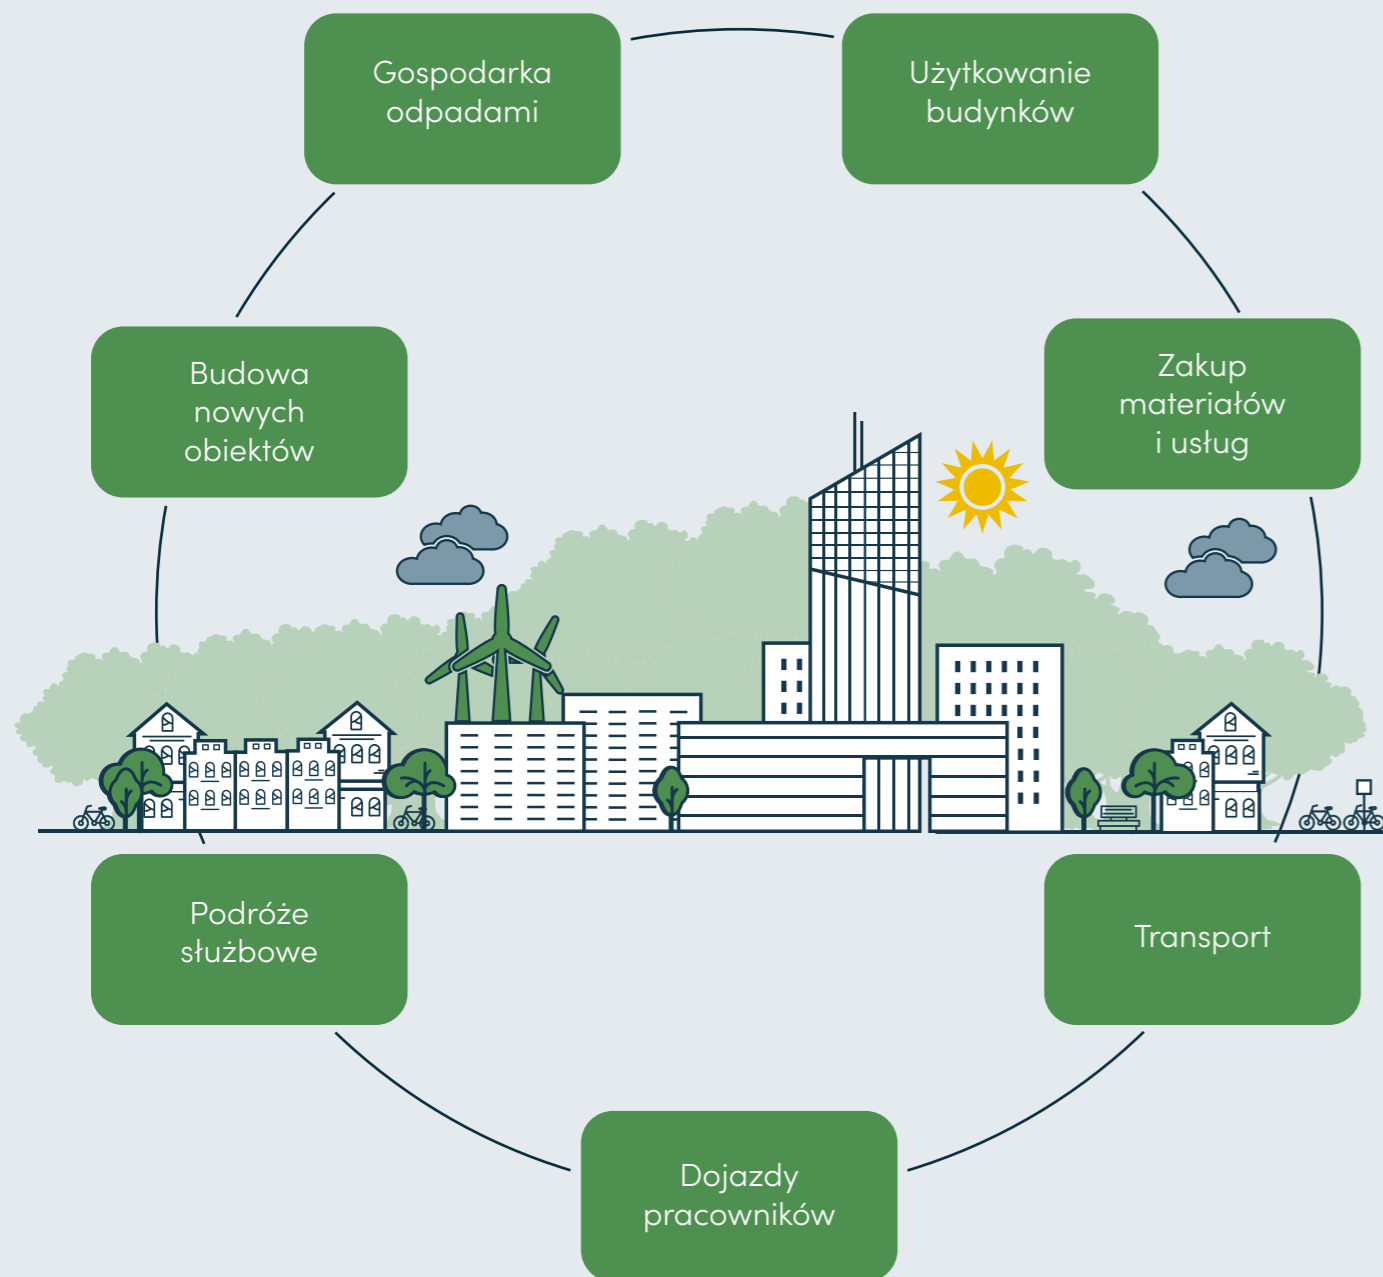 Gospodarka
odpadami
Użytkowanie
budynków
Budowa
nowych
obiektów
Zakup
materiałów
i usług
Podróże
służbowe
Transport
Dojazdy
pracowników